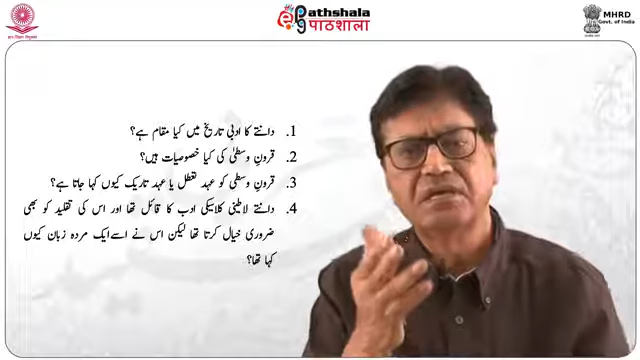 Pathshala
पाठशाला
MHRD
Govt. of India
1. دانتے کا ادبی تاریخ میں کیا مقام ہے؟
2. قرونِ وسطیٰ کی کیا خصوصیات ہیں؟
3. قرونِ وسطیٰ کو عہد تعطل یا عہد تاریک کیوں کہا جاتا ہے؟
4. دانتے لاطینی کلاسیکی ادب کا قائل تھا اور اس کی تقلید کو بھی
ضروری خیال کرتا تھا لیکن اس نے اسےایک مردہ زبان کیوں
کہا تھا؟